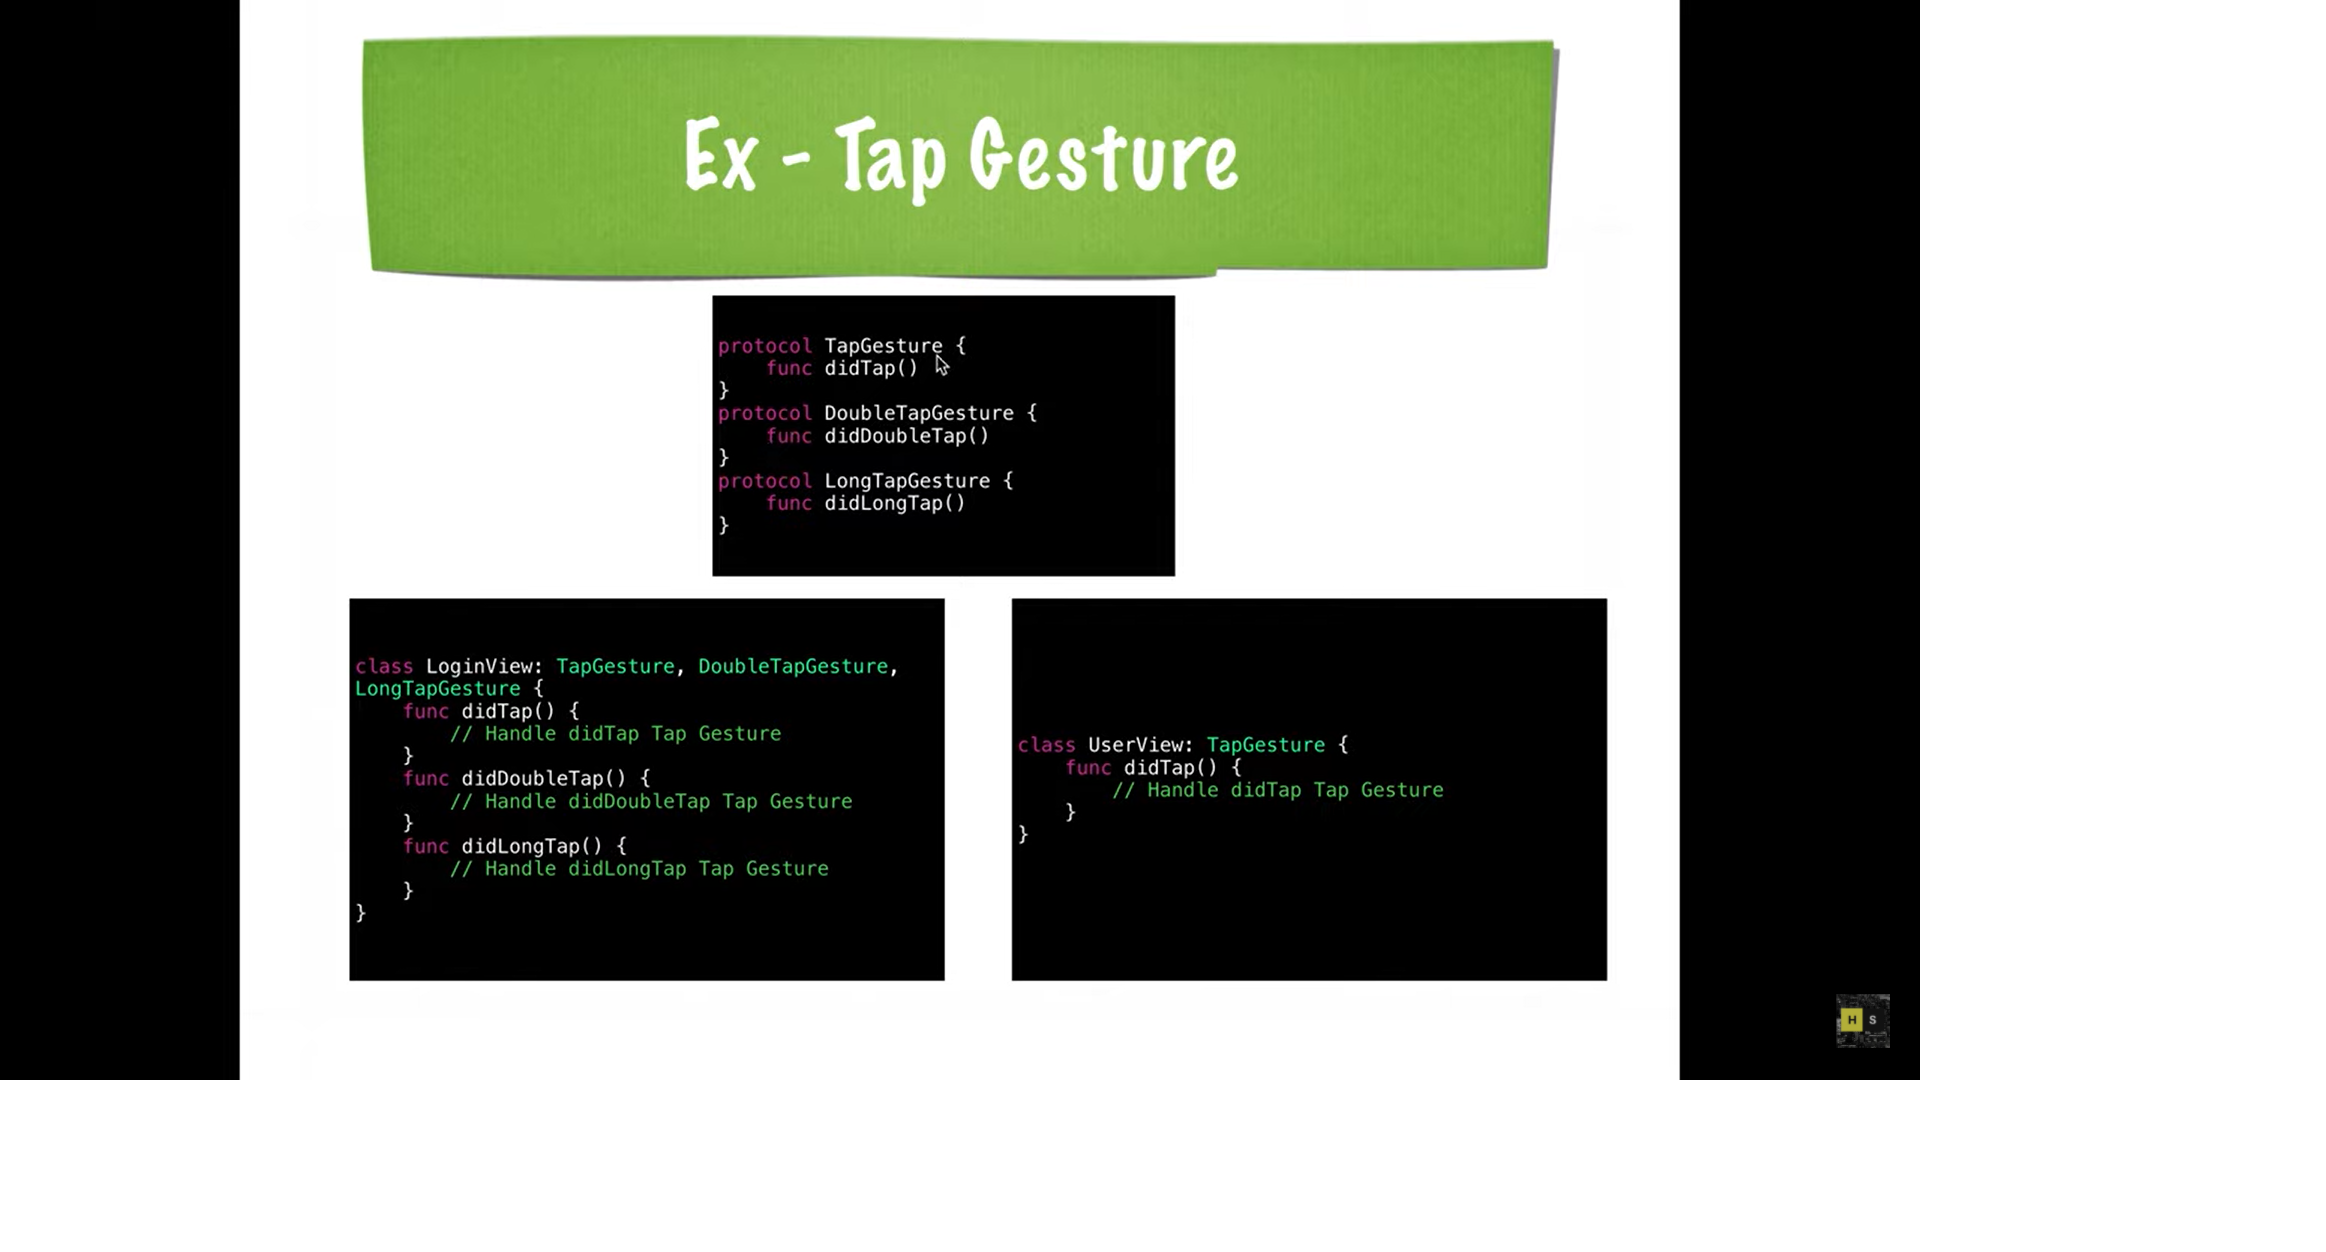 Ex - Tap Gesture
protocol TapGesture {
    func didTap()
}
protocol DoubleTapGesture {
    func didDoubleTap()
}
protocol LongTapGesture {
    func didLongTap()
}
class LoginView: TapGesture, DoubleTapGesture,
LongTapGesture {
    func didTap() {
        // Handle didTap Tap Gesture
    }
    func didDoubleTap() {
        // Handle didDoubleTap Tap Gesture
    }
    func didLongTap() {
        // Handle didLongTap Tap Gesture
    }
}
class UserView: TapGesture {
    func didTap() {
        // Handle didTap Tap Gesture
    }
}
H S